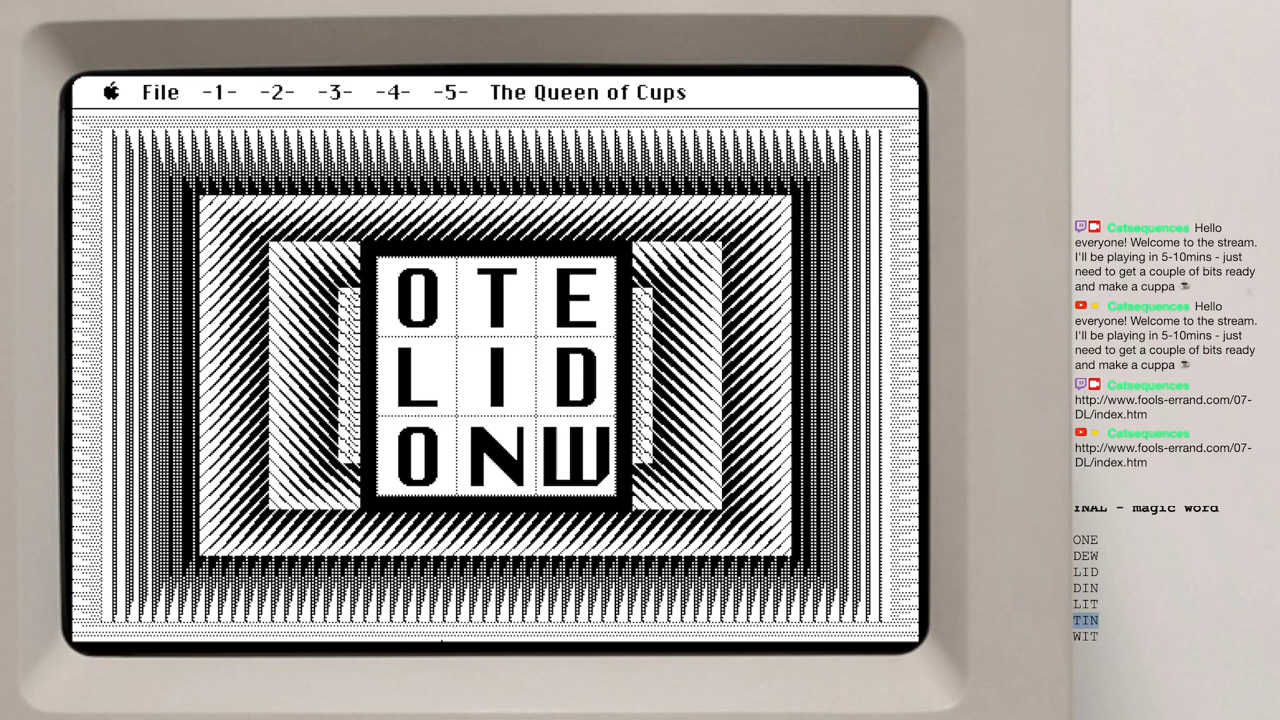 File -1- -2- -3- -4- -5- The Queen of Cups
O T E
L I D
O N W
Catsequences Hello
everyone! Welcome to the stream.
I'll be playing in 5-10mins - just
need to get a couple of bits ready
and make a cuppa
Catsequences Hello
everyone! Welcome to the stream.
I'll be playing in 5-10mins - just
need to get a couple of bits ready
and make a cuppa
Catsequences
http://www.fools-errand.com/07-
DL/index.htm
Catsequences
http://www.fools-errand.com/07-
DL/index.htm
INAL - magic word
ONE
DEW
LID
DIN
LIT
TIN
WIT